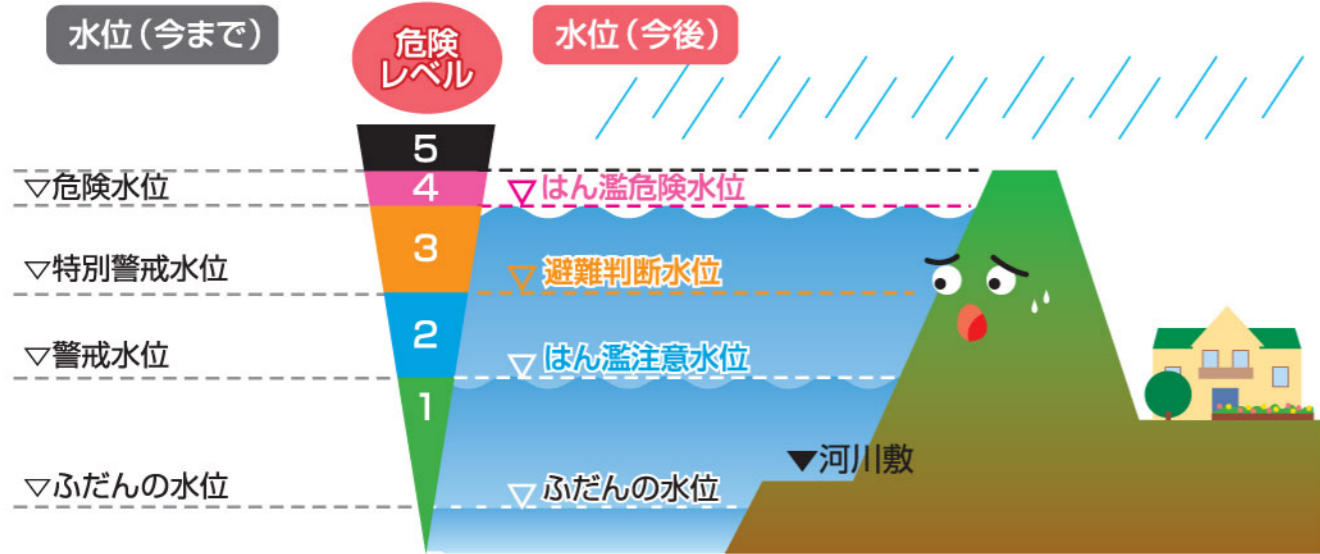 水位（今まで）
危険
レベル
水位（今後）
5
▽危険水位
4
▽はん濫危険水位
3
▽特別警戒水位
▽避難判断水位
2
▽警戒水位
▽はん濫注意水位
1
▼河川敷
▽ふだんの水位
▽ふだんの水位